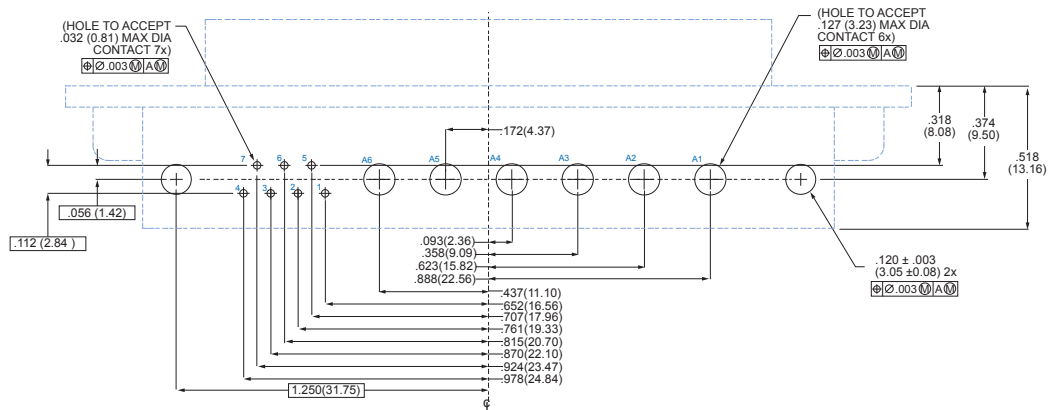 (HOLE TO ACCEPT
.032 (0.81) MAX DIA
CONTACT 7x)
⌖ Ø.003 Ⓜ A Ⓜ
(HOLE TO ACCEPT
.127 (3.23) MAX DIA
CONTACT 6x)
⌖ Ø.003 Ⓜ A Ⓜ
.172(4.37)
.318
(8.08)
.374
(9.50)
.518
(13.16)
7
6
5
A6
A5
A4
A3
A2
A1
4
3
2
1
.056 (1.42)
.112 (2.84 )
.093(2.36)
.358(9.09)
.623(15.82)
.888(22.56)
.120 ± .003
(3.05 ±0.08) 2x
⌖ Ø.003 Ⓜ A Ⓜ
.437(11.10)
.652(16.56)
.707(17.96)
.761(19.33)
.815(20.70)
.870(22.10)
.924(23.47)
.978(24.84)
1.250(31.75)
℄